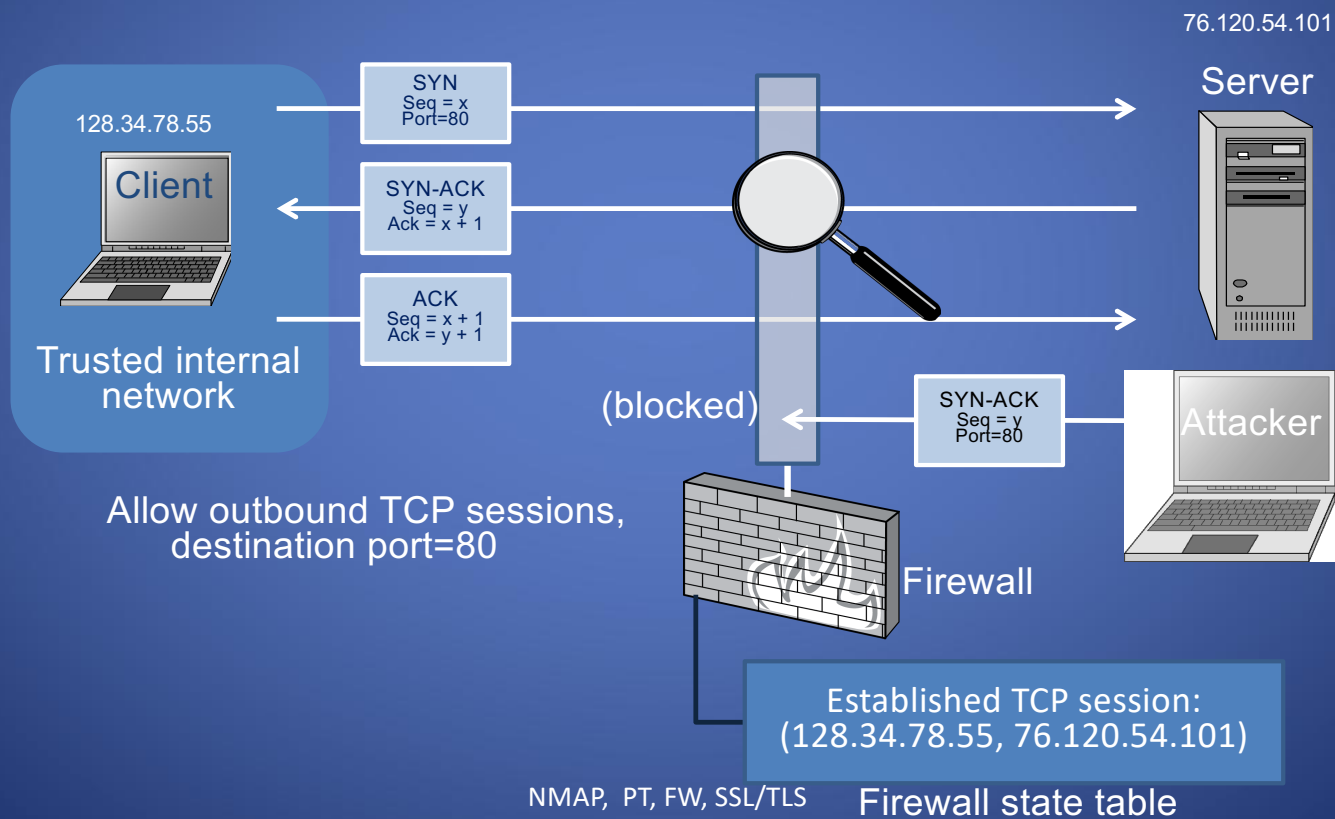 76.120.54.101
Server
SYN
Seq = x
Port=80
128.34.78.55
Client
SYN-ACK
Seq = y
Ack = x + 1
ACK
Seq = x + 1
Ack = y + 1
Trusted internal
network
(blocked)
SYN-ACK
Seq = y
Port=80
Attacker
Allow outbound TCP sessions,
destination port=80
Firewall
Established TCP session:
(128.34.78.55, 76.120.54.101)
NMAP, PT, FW, SSL/TLS
Firewall state table